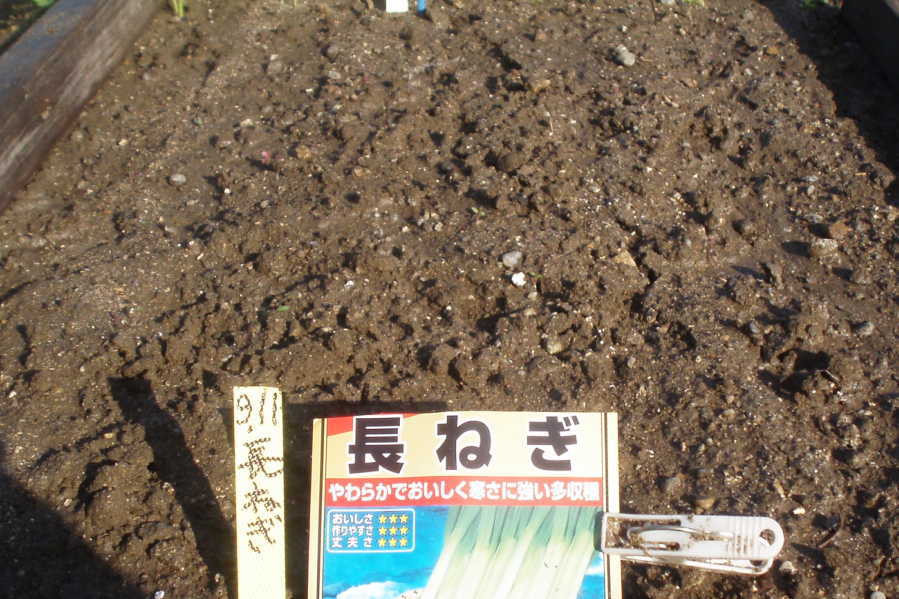 9/11
長ねぎ
長ねぎ
やわらかでおいしく寒さに強い多収種
おいしさ ★★★
作りやすさ ★★★
丈夫さ ★★★